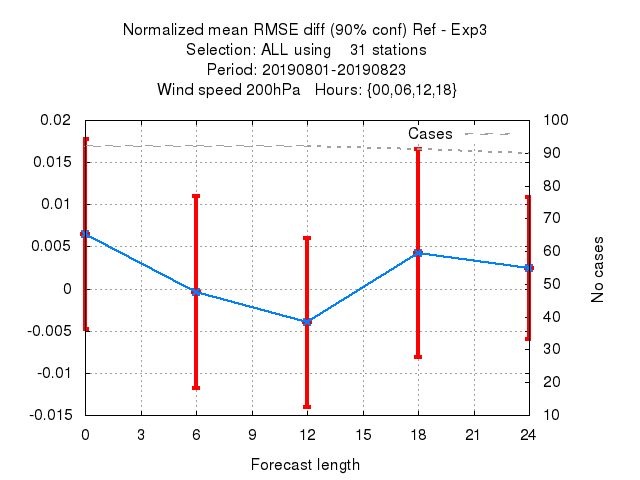 Normalized mean RMSE diff (90% conf) Ref - Exp3
Selection: ALL using 31 stations
Period: 20190801-20190823
Wind speed 200hPa Hours: {00,06,12,18}
Cases
0.02
0.015
0.01
0.005
0
-0.005
-0.01
-0.015
100
90
80
70
60
50
40
30
20
10
No cases
0 3 6 9 12 15 18 21 24
Forecast length